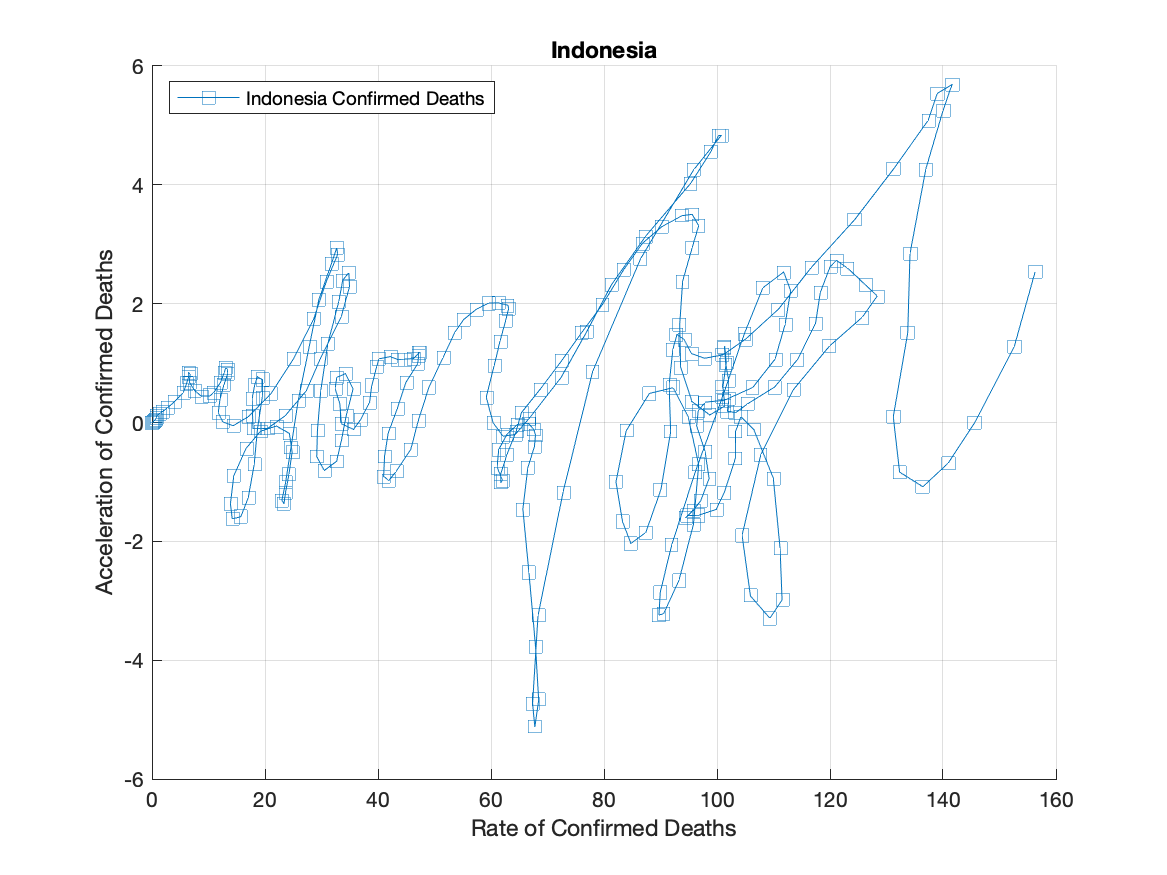 Indonesia
Indonesia Confirmed Deaths
6
4
2
0
-2
-4
-6
Acceleration of Confirmed Deaths
0 20 40 60 80 100 120 140 160
Rate of Confirmed Deaths